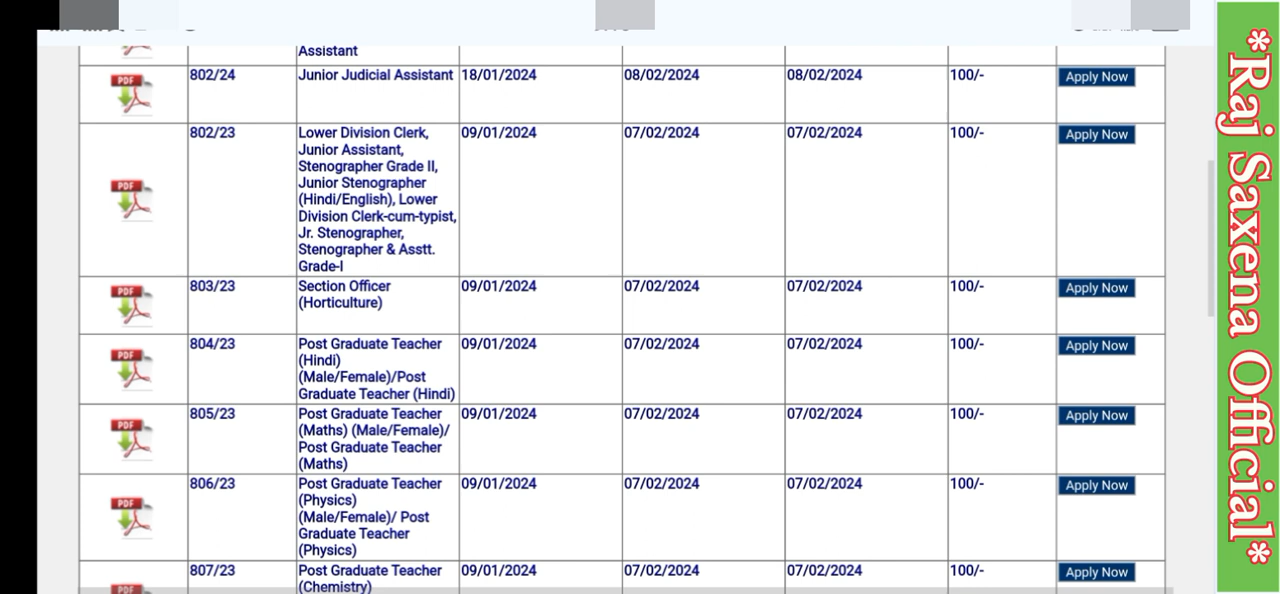 Assistant
PDF
802/24 Junior Judicial Assistant 18/01/2024 08/02/2024 08/02/2024 100/- Apply Now
PDF
802/23 Lower Division Clerk, 09/01/2024 07/02/2024 07/02/2024 100/- Apply Now
Junior Assistant,
Stenographer Grade II,
Junior Stenographer
(Hindi/English), Lower
Division Clerk-cum-typist,
Jr. Stenographer,
Stenographer & Asstt.
Grade-I
PDF
803/23 Section Officer 09/01/2024 07/02/2024 07/02/2024 100/- Apply Now
(Horticulture)
PDF
804/23 Post Graduate Teacher 09/01/2024 07/02/2024 07/02/2024 100/- Apply Now
(Hindi)
(Male/Female)/Post
Graduate Teacher (Hindi)
PDF
805/23 Post Graduate Teacher 09/01/2024 07/02/2024 07/02/2024 100/- Apply Now
(Maths) (Male/Female)/
Post Graduate Teacher
(Maths)
PDF
806/23 Post Graduate Teacher 09/01/2024 07/02/2024 07/02/2024 100/- Apply Now
(Physics)
(Male/Female)/ Post
Graduate Teacher
(Physics)
PDF
807/23 Post Graduate Teacher 09/01/2024 07/02/2024 07/02/2024 100/- Apply Now
(Chemistry)
*Raj Saxena Official*